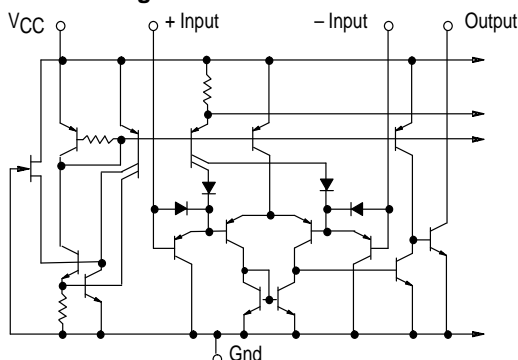 VCC
+ Input
– Input
Output
Gnd